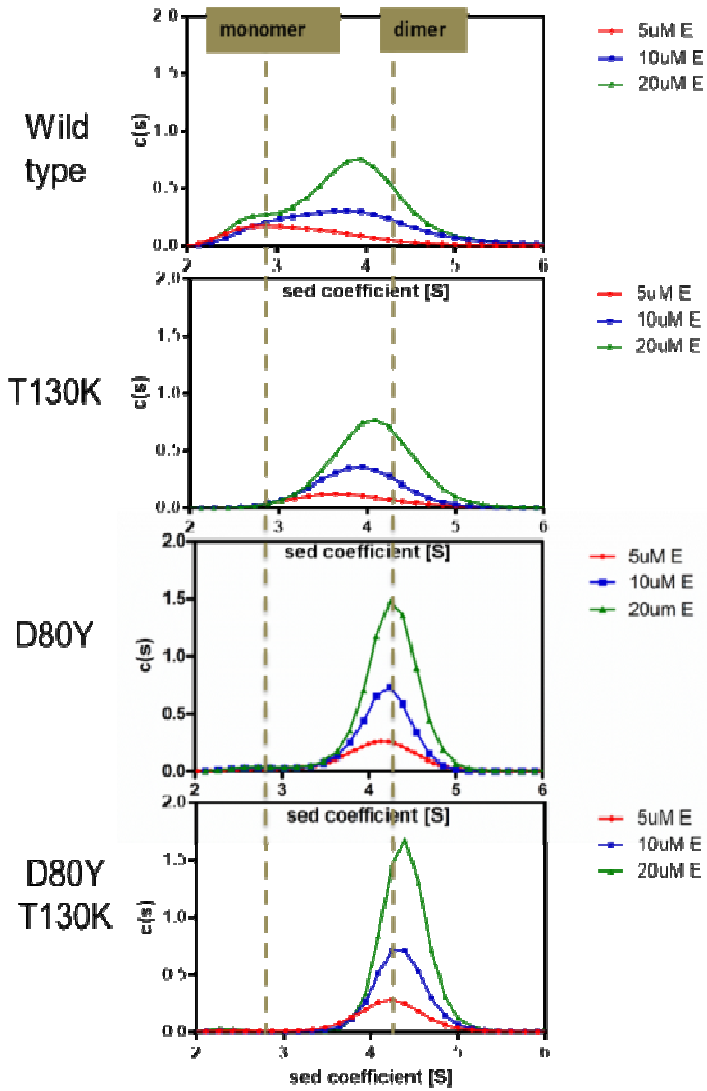 2.0
monomer
dimer
5uM E
10uM E
20uM E
1.5
Wild
type
c(s)
1.0
0.5
0.0
2 3 4 5 6
sed coefficient [S]
2.0
5uM E
10uM E
20uM E
1.5
T130K
c(s)
1.0
0.5
0.0
2 3 4 5 6
sed coefficient [S]
2.0
5uM E
10uM E
20um E
1.5
D80Y
c(s)
1.0
0.5
0.0
2 3 4 5 6
sed coefficient [S]
2.0
5uM E
10uM E
20uM E
1.5
D80Y
T130K
c(s)
1.0
0.5
0.0
2 3 4 5 6
sed coefficient [S]